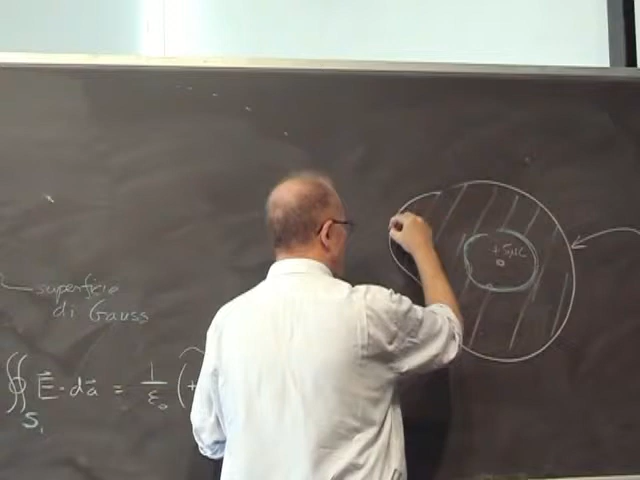 superficie
di Gauss
∯ E⃗ · da⃗ = 1/ε₀ (+
S₁
+5µC